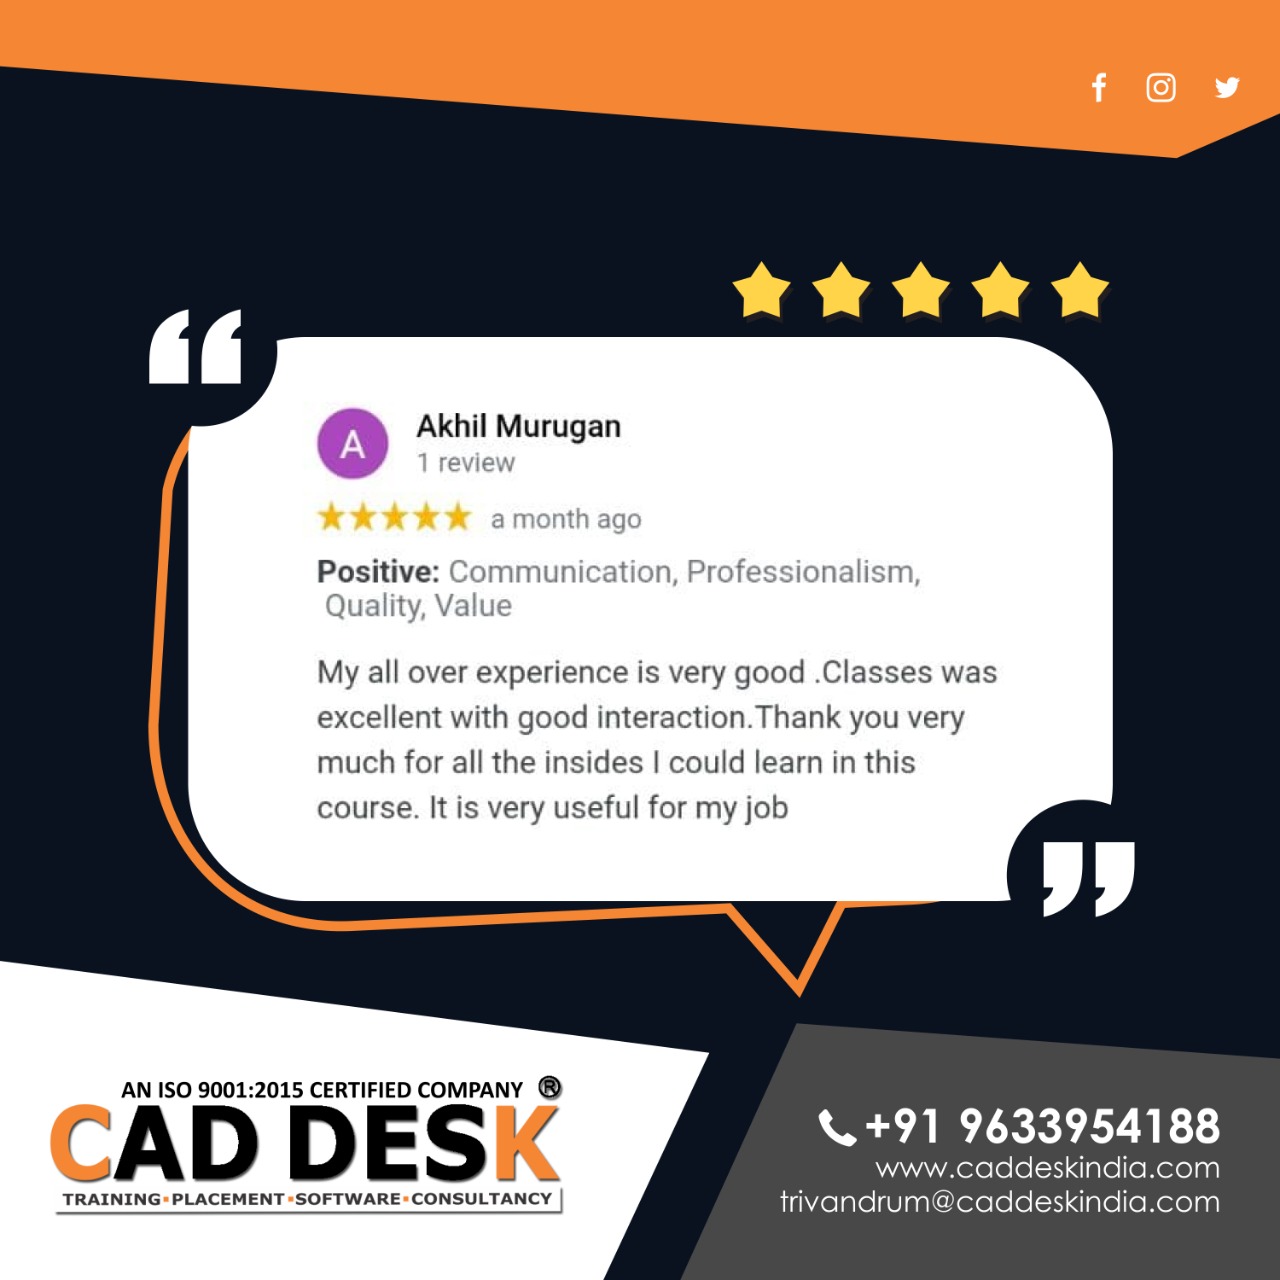 A
Akhil Murugan
1 review
a month ago
Positive: Communication, Professionalism,
Quality, Value
My all over experience is very good .Classes was
excellent with good interaction.Thank you very
much for all the insides I could learn in this
course. It is very useful for my job
AN ISO 9001:2015 CERTIFIED COMPANY ®
CAD DESK
TRAINING▪PLACEMENT▪SOFTWARE▪CONSULTANCY
+91 9633954188
www.caddeskindia.com
trivandrum@caddeskindia.com